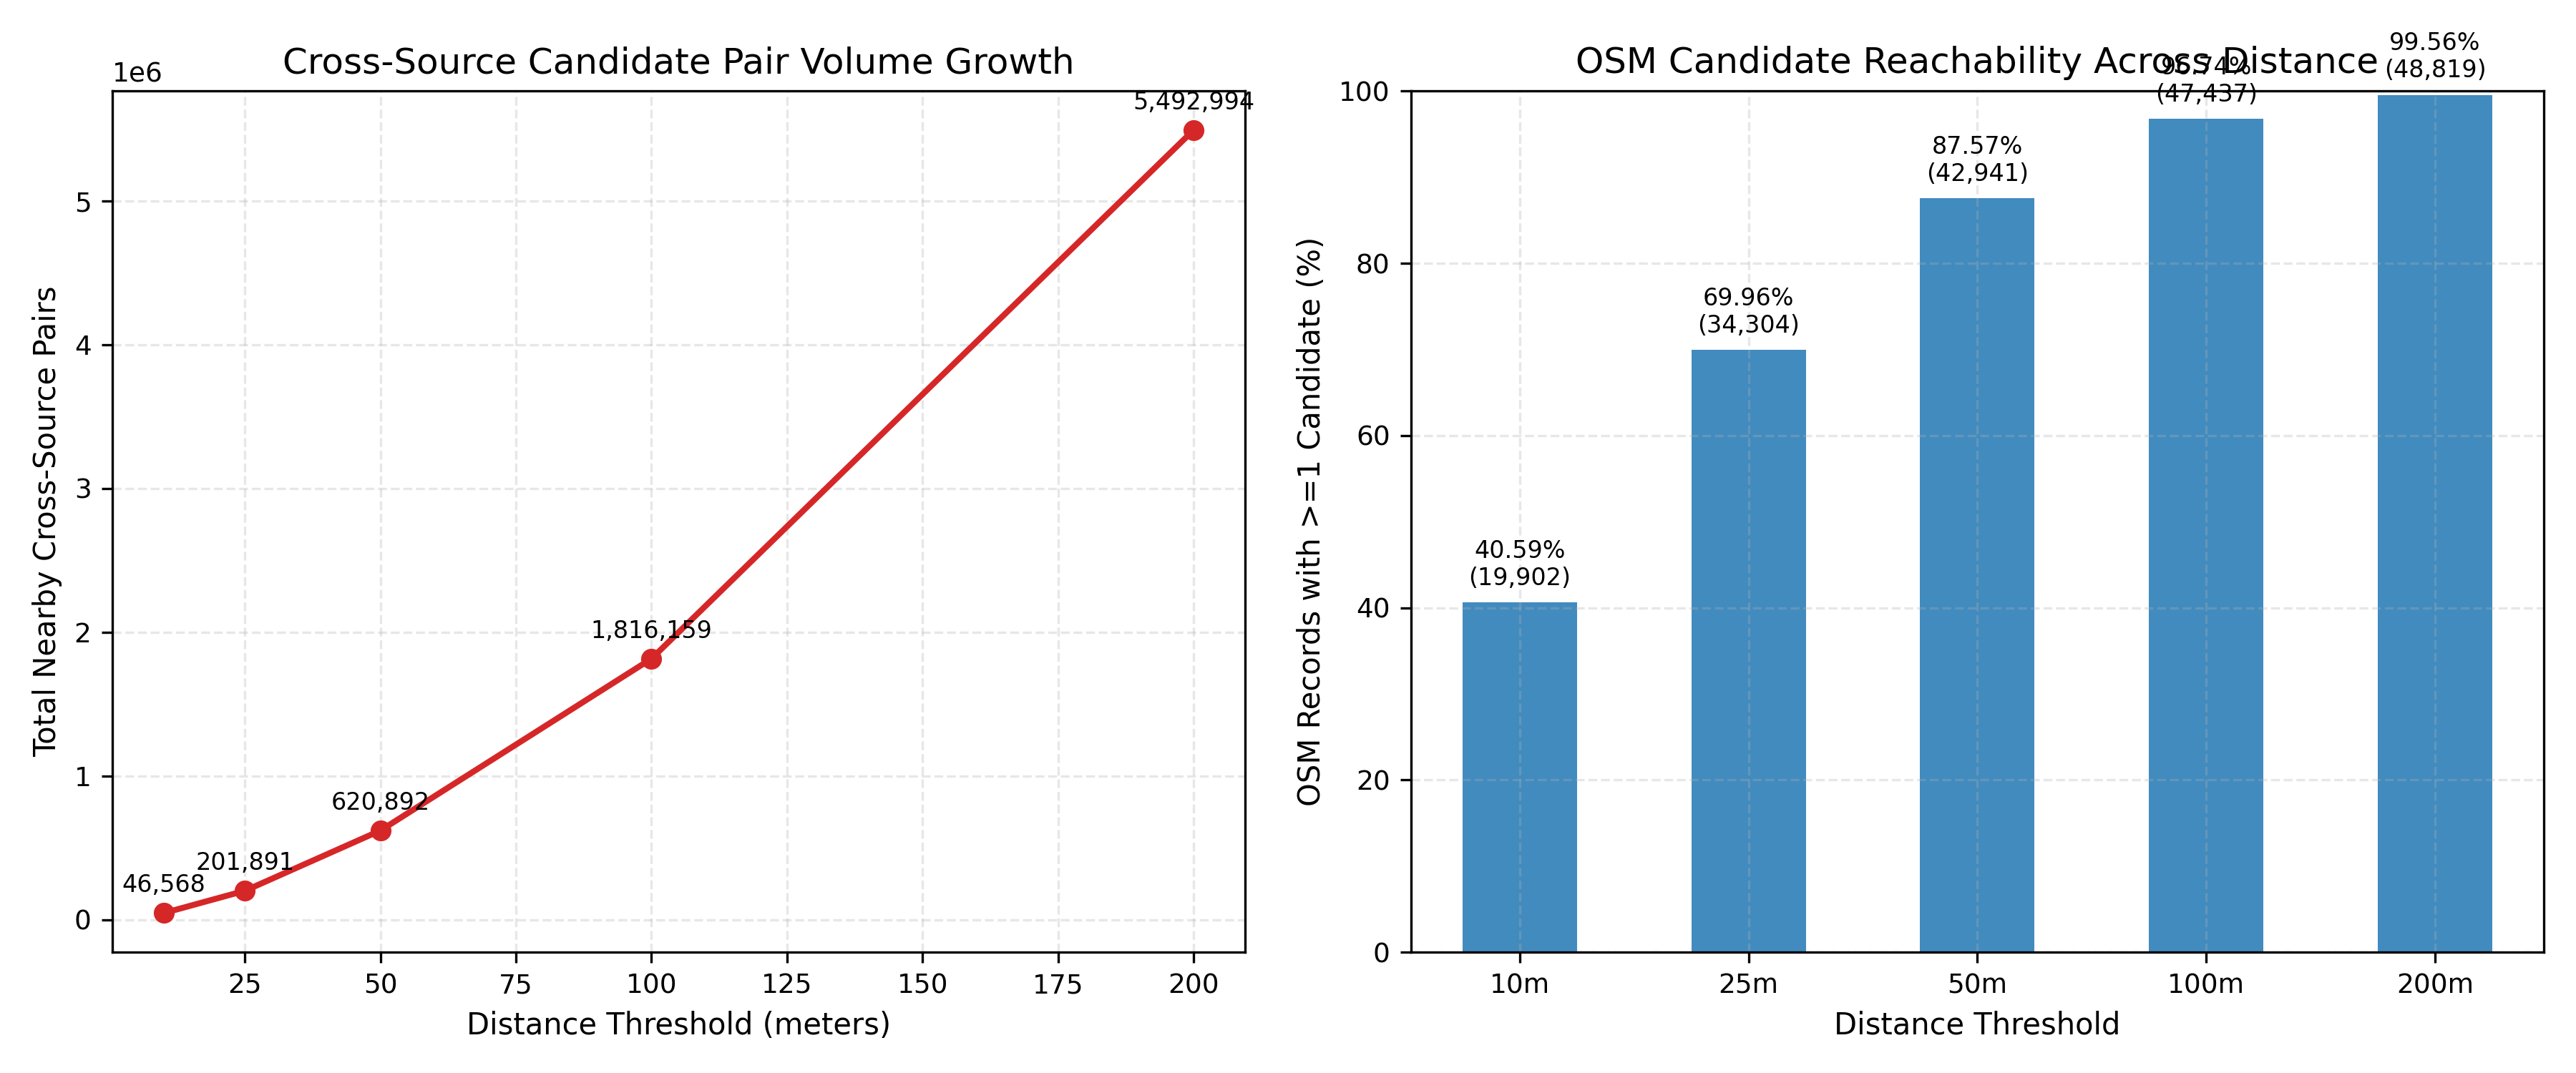 Cross-Source Candidate Pair Volume Growth
1e6
Total Nearby Cross-Source Pairs
5
4
3
2
1
0
46,568
201,891
620,892
1,816,159
5,492,994
25
50
75
100
125
150
175
200
Distance Threshold (meters)
OSM Candidate Reachability Across Distance
OSM Records with >=1 Candidate (%)
100
80
60
40
20
0
40.59%
(19,902)
69.96%
(34,304)
87.57%
(42,941)
96.74%
(47,437)
99.56%
(48,819)
10m
25m
50m
100m
200m
Distance Threshold